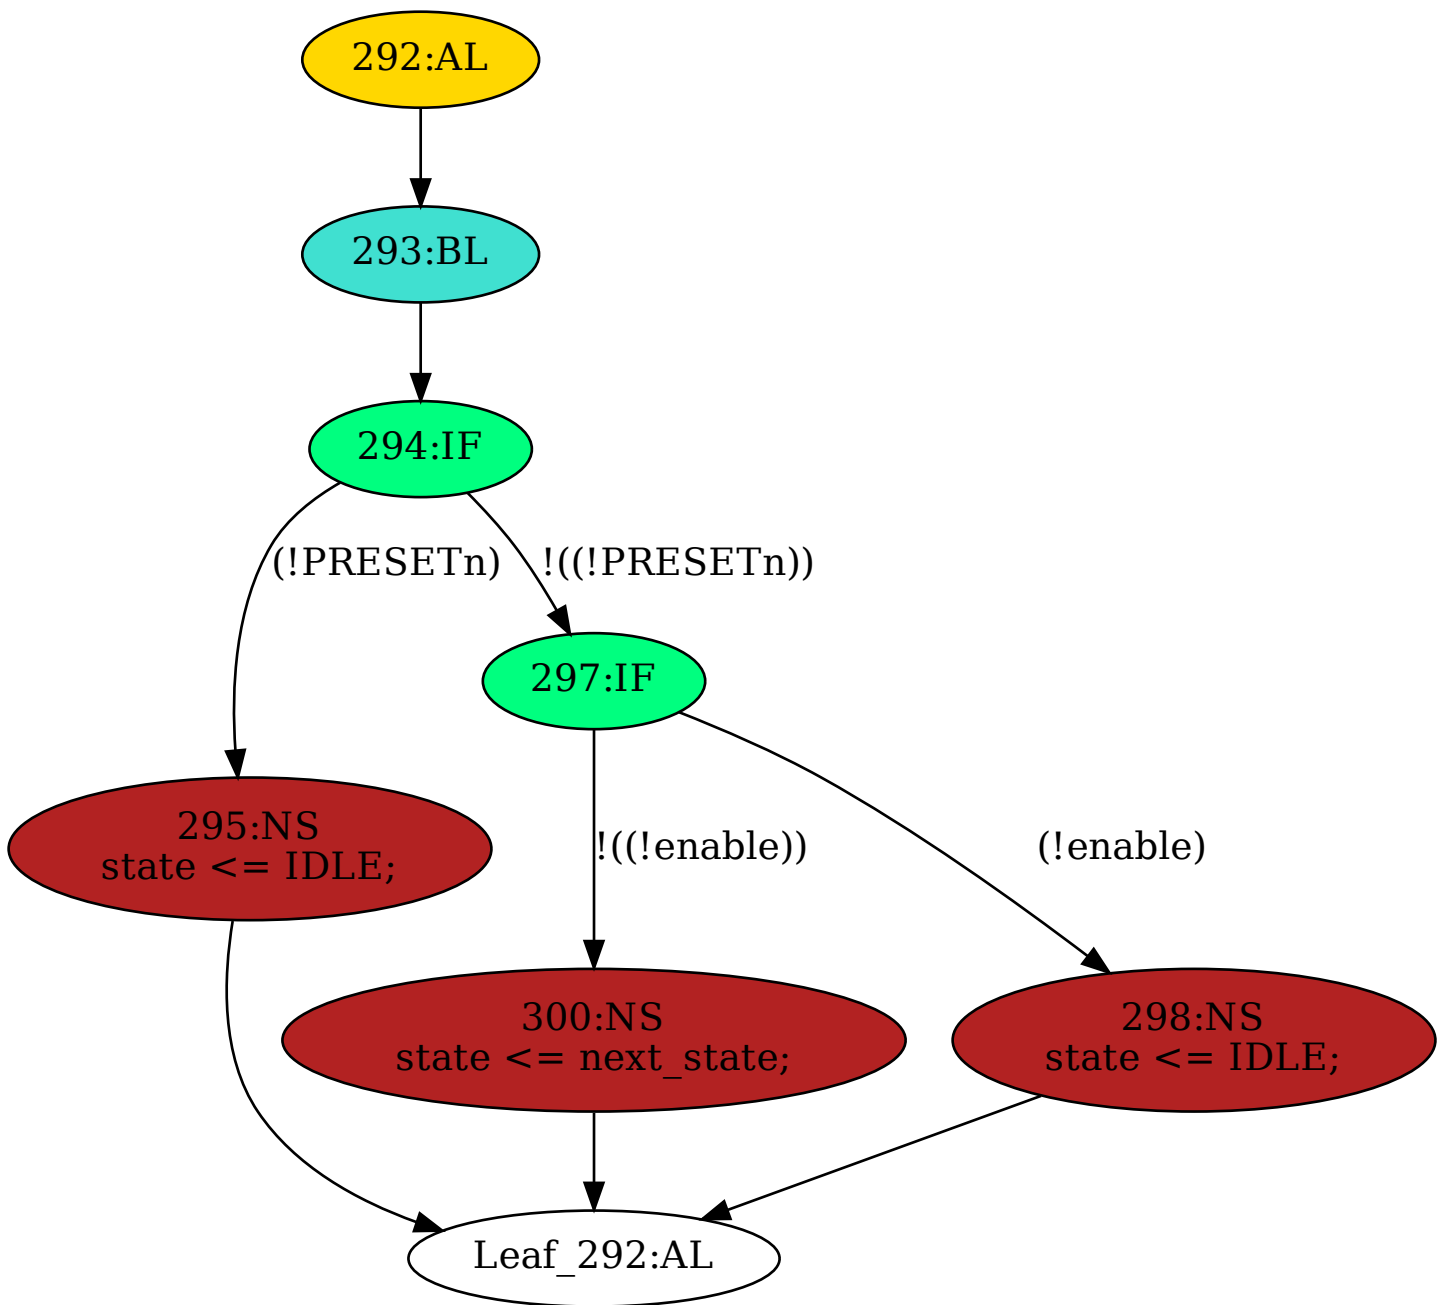 292:AL
293:BL
294:IF
(!PRESETn)
!((!PRESETn))
297:IF
295:NS
state <= IDLE;
!((!enable))
(!enable)
300:NS
state <= next_state;
298:NS
state <= IDLE;
Leaf_292:AL